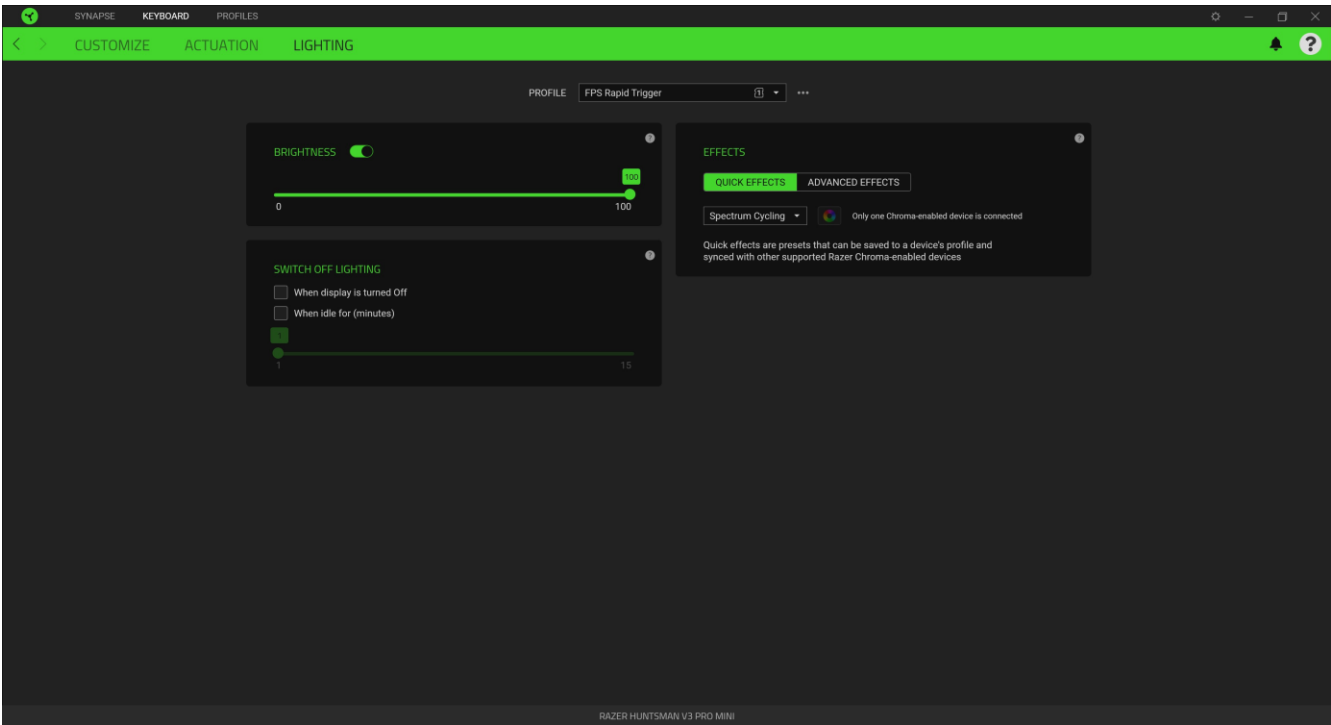 SYNAPSE KEYBOARD PROFILES
CUSTOMIZE ACTUATION LIGHTING
?
PROFILE FPS Rapid Trigger 1
BRIGHTNESS
?
100
0 100
SWITCH OFF LIGHTING
?
When display is turned Off
When idle for (minutes)
1
1 15
EFFECTS
?
QUICK EFFECTS ADVANCED EFFECTS
Spectrum Cycling Only one Chroma-enabled device is connected
Quick effects are presets that can be saved to a device's profile and
synced with other supported Razer Chroma-enabled devices
RAZER HUNTSMAN V3 PRO MINI